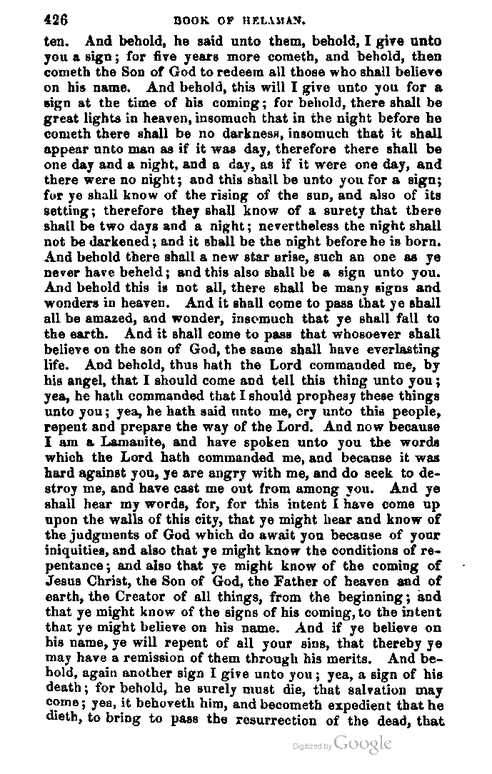 426 BOOK OF HELAMAN.
ten. And behold, he said unto them, behold, I give unto
you a sign; for five years more cometh, and behold, then
cometh the Son of God to redeem all those who shall believe
on his name. And behold, this will I give unto you for a
sign at the time of his coming; for behold, there shall be
great lights in heaven, insomuch that in the night before he
cometh there shall be no darkness, insomuch that it shall
appear unto man as if it was day, therefore there shall be
one day and a night, and a day, as if it were one day, and
there were no night; and this shall be unto you for a sign;
for ye shall know of the rising of the sun, and also of its
setting; therefore they shall know of a surety that there
shall be two days and a night; nevertheless the night shall
not be darkened; and it shall be the night before he is born.
And behold there shall a new star arise, such an one as ye
never have beheld; and this also shall be a sign unto you.
And behold this is not all, there shall be many signs and
wonders in heaven. And it shall come to pass that ye shall
all be amazed, and wonder, insomuch that ye shall fall to
the earth. And it shall come to pass that whosoever shall
believe on the son of God, the same shall have everlasting
life. And behold, thus hath the Lord commanded me, by
his angel, that I should come and tell this thing unto you;
yea, he hath commanded that I should prophesy these things
unto you; yea, he hath said unto me, cry unto this people,
repent and prepare the way of the Lord. And now because
I am a Lamanite, and have spoken unto you the words
which the Lord hath commanded me, and because it was
hard against you, ye are angry with me, and do seek to de-
stroy me, and have cast me out from among you. And ye
shall hear my words, for, for this intent I have come up
upon the walls of this city, that ye might hear and know of
the judgments of God which do await you because of your
iniquities, and also that ye might know the conditions of re-
pentance; and also that ye might know of the coming of
Jesus Christ, the Son of God, the Father of heaven and of
earth, the Creator of all things, from the beginning; and
that ye might know of the signs of his coming, to the intent
that ye might believe on his name. And if ye believe on
his name, ye will repent of all your sins, that thereby ye
may have a remission of them through his merits. And be-
hold, again another sign I give unto you; yea, a sign of his
death; for behold, he surely must die, that salvation may
come; yea, it behoveth him, and becometh expedient that he
dieth, to bring to pass the resurrection of the dead, that
Digitized by Google